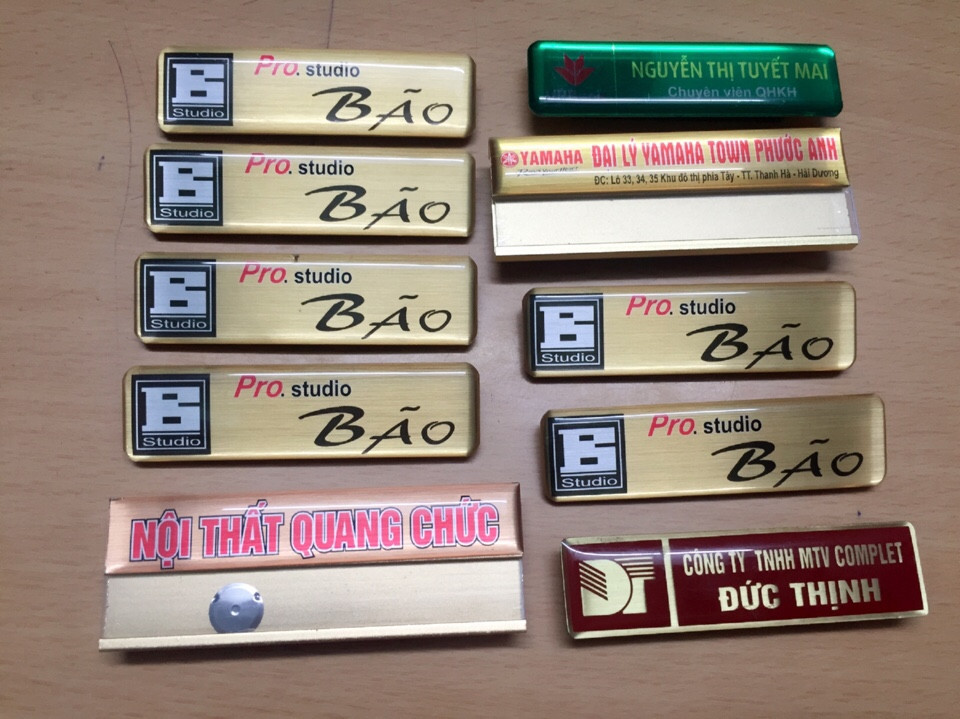 B
Studio
Pro. studio
BÃO
B
Studio
Pro. studio
BÃO
B
Studio
Pro. studio
BÃO
B
Studio
Pro. studio
BÃO
NỘI THẤT QUANG CHỨC
NGUYỄN THỊ TUYẾT MAI
Chuyên viên QHKH
YAMAHA ĐẠI LÝ YAMAHA TOWN PHƯỚC ANH
ĐC: Lô 33, 34, 35 Khu đô thị phía Tây - TT. Thanh Hà - Hải Dương
B
Studio
Pro. studio
BÃO
B
Studio
Pro. studio
BÃO
DT
CÔNG TY TNHH MTV COMPLET
ĐỨC THỊNH